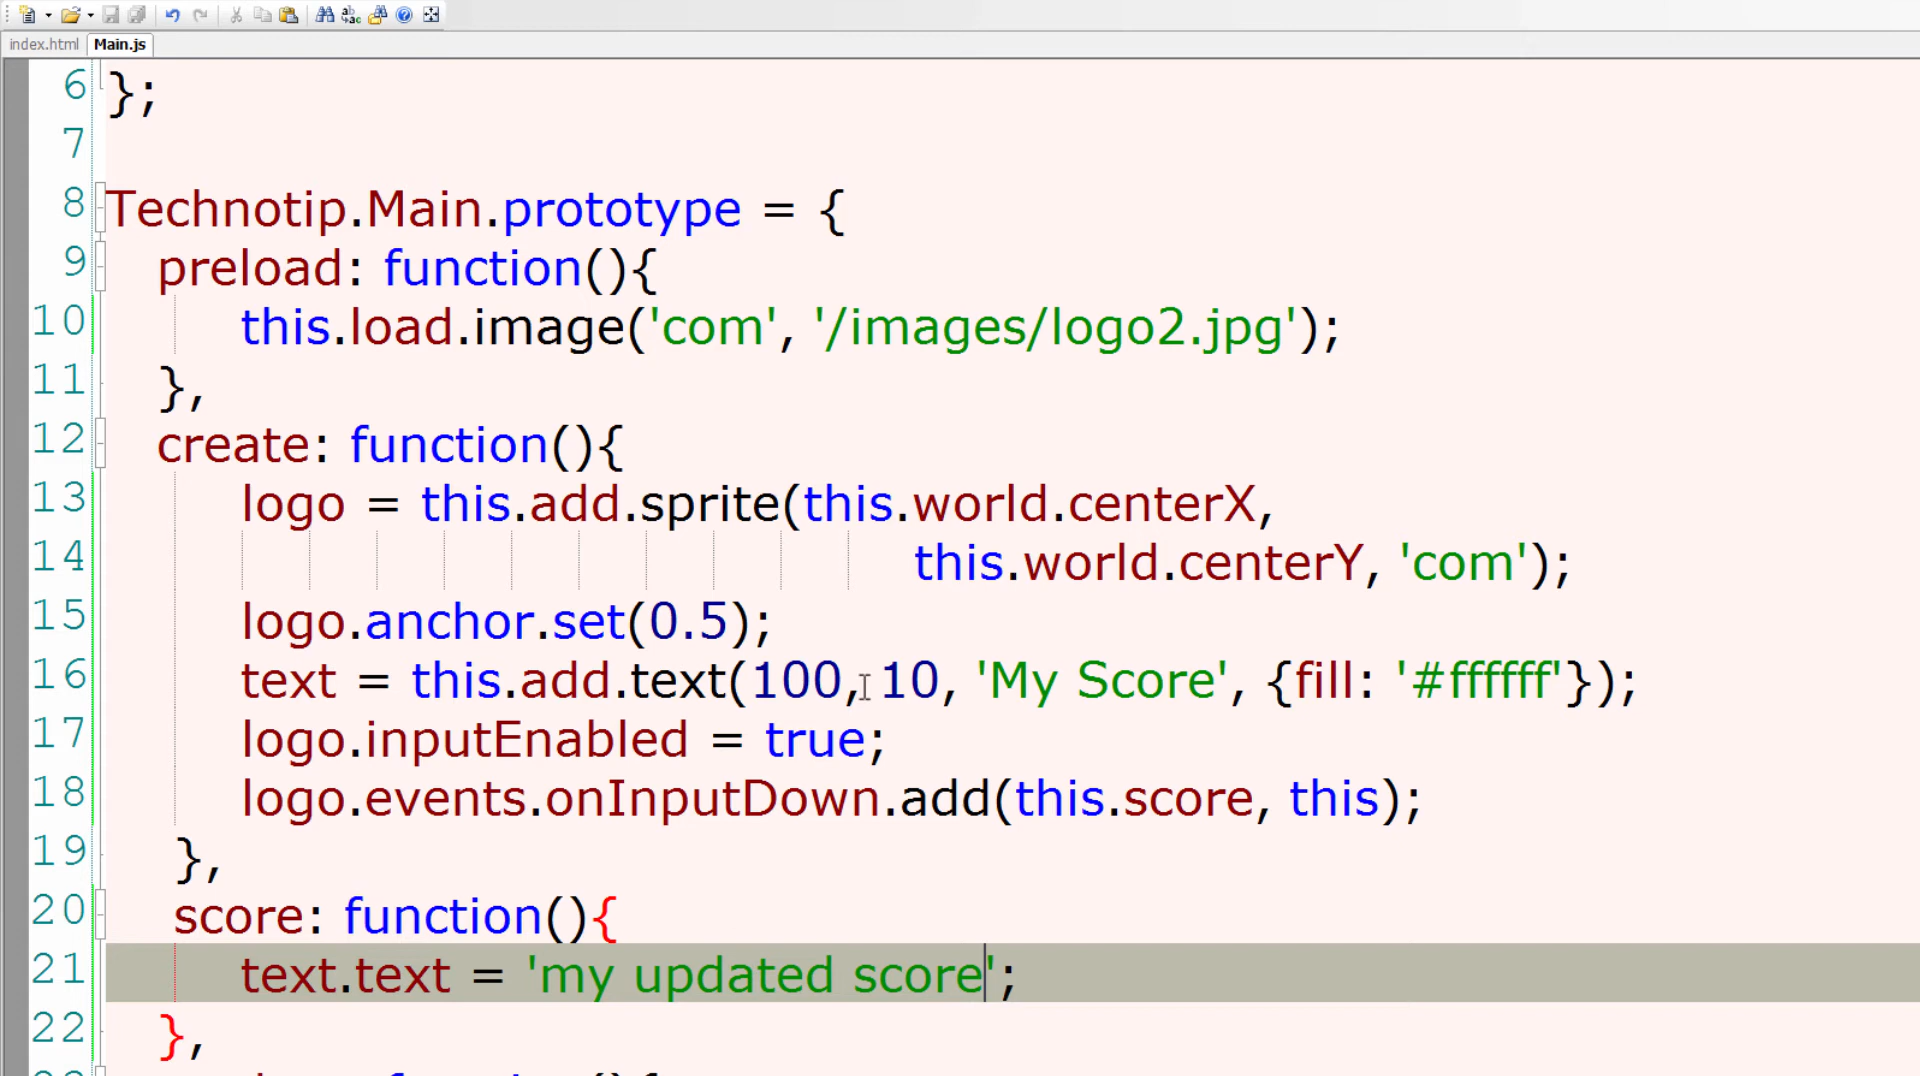 index.html Main.js
6 };
7
8 Technotip.Main.prototype = {
9 preload: function(){
10 this.load.image('com', '/images/logo2.jpg');
11 },
12 create: function(){
13 logo = this.add.sprite(this.world.centerX,
14 this.world.centerY, 'com');
15 logo.anchor.set(0.5);
16 text = this.add.text(100, 10, 'My Score', {fill: '#ffffff'});
17 logo.inputEnabled = true;
18 logo.events.onInputDown.add(this.score, this);
19 },
20 score: function(){
21 text.text = 'my updated score';
22 },